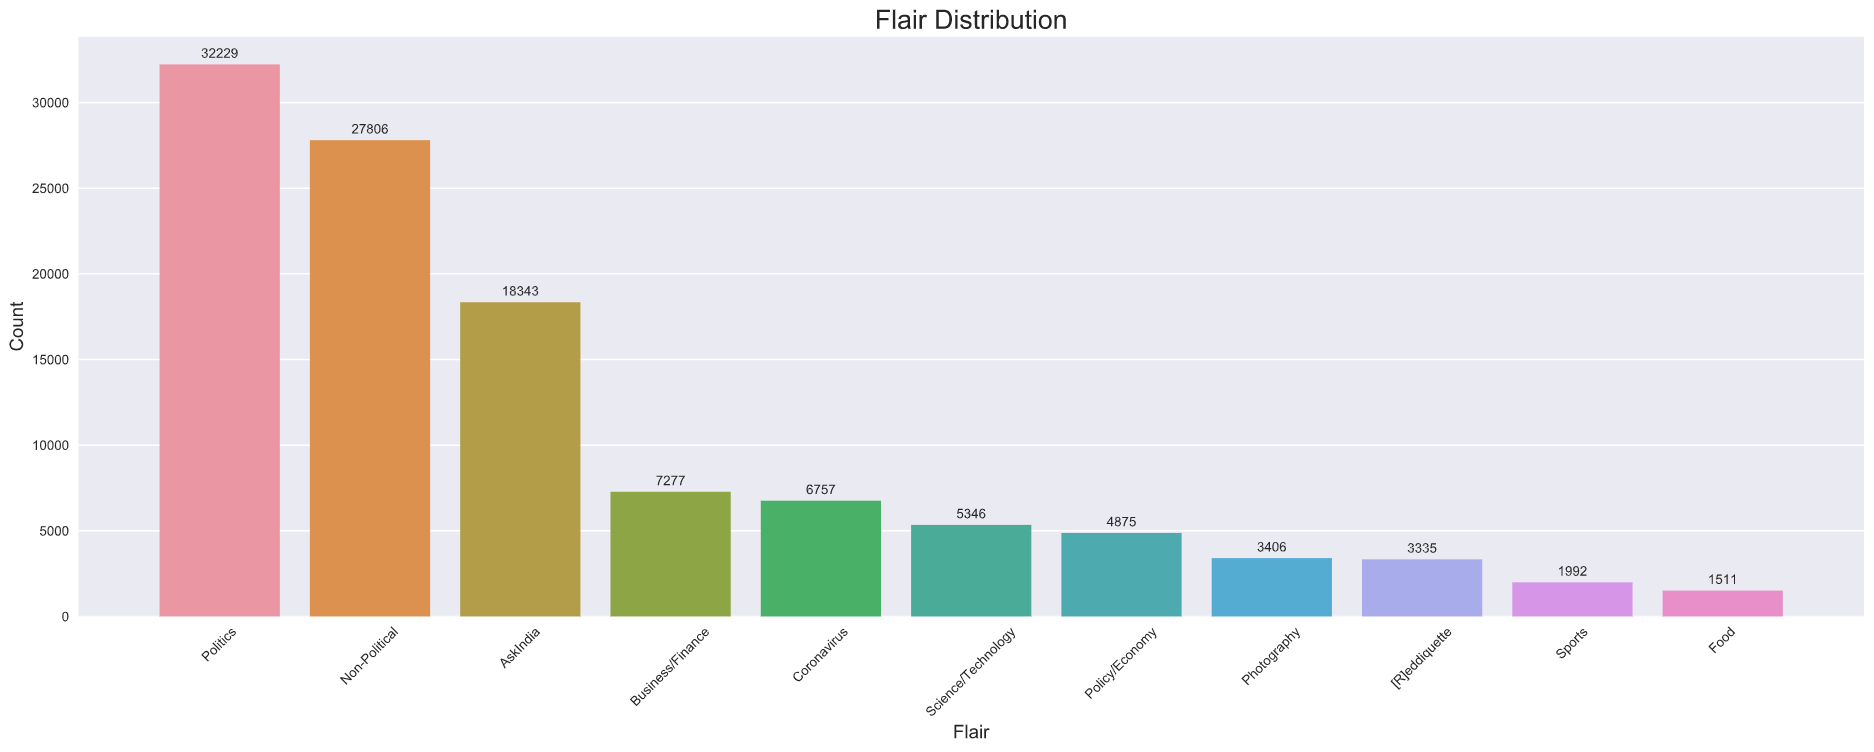 Flair Distribution
32229
27806
18343
7277
6757
5346
4875
3406
3335
1992
1511
30000
25000
20000
15000
10000
5000
0
Count
Politics
Non-Political
AskIndia
Business/Finance
Coronavirus
Science/Technology
Policy/Economy
Photography
[R]eddiquette
Sports
Food
Flair